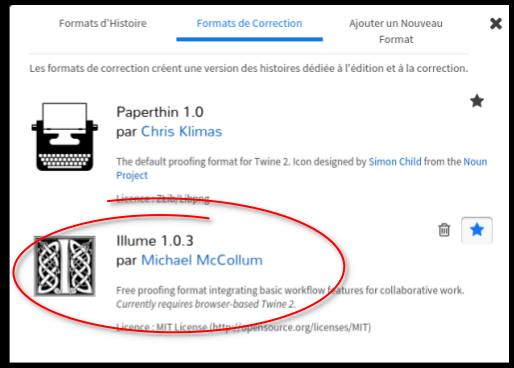 Formats d'Histoire
Formats de Correction
Ajouter un Nouveau
Format
Les formats de correction créent une version des histoires dédiée à l'édition et à la correction.
Paperthin 1.0
par Chris Klimas
The default proofing format for Twine 2. Icon designed by Simon Child from the Noun
Project
Licence : Zlib/Libpng
Illume 1.0.3
par Michael McCollum
Free proofing format integrating basic workflow features for collaborative work.
Currently requires browser-based Twine 2.
Licence : MIT License (http://opensource.org/licenses/MIT)